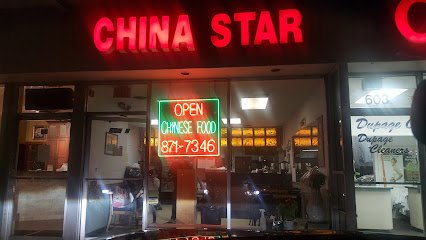 CHINA STAR
OPEN
CHINESE FOOD
871-7346
603
Dupage
Dupage
Cleaners